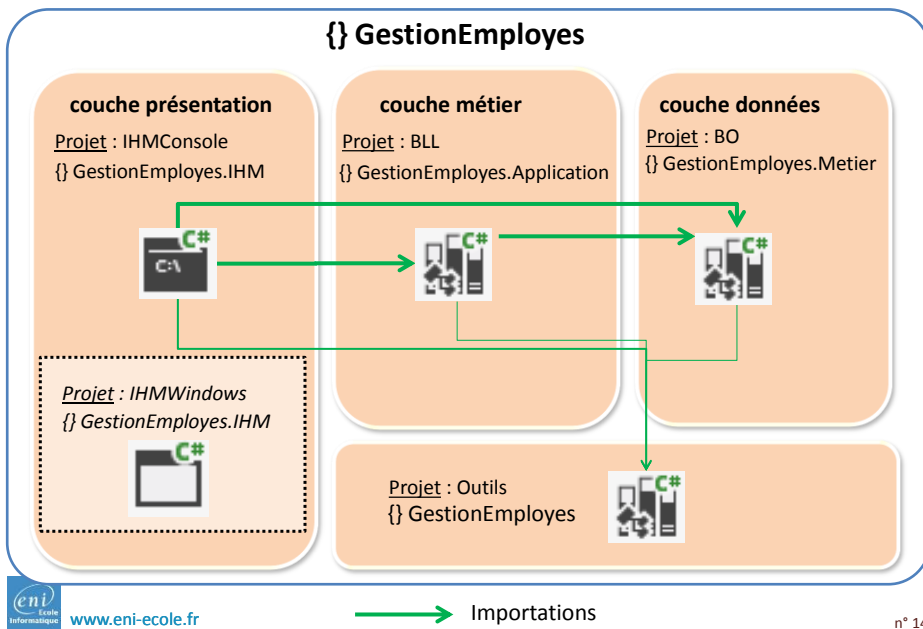 {} GestionEmployes
couche présentation
Projet : IHMConsole
{} GestionEmployes.IHM
C#
C:\
Projet : IHMWindows
{} GestionEmployes.IHM
C#
couche métier
Projet : BLL
{} GestionEmployes.Application
C#
couche données
Projet : BO
{} GestionEmployes.Metier
C#
Projet : Outils
{} GestionEmployes
C#
eni
Ecole
Informatique
www.eni-ecole.fr
Importations
n° 14